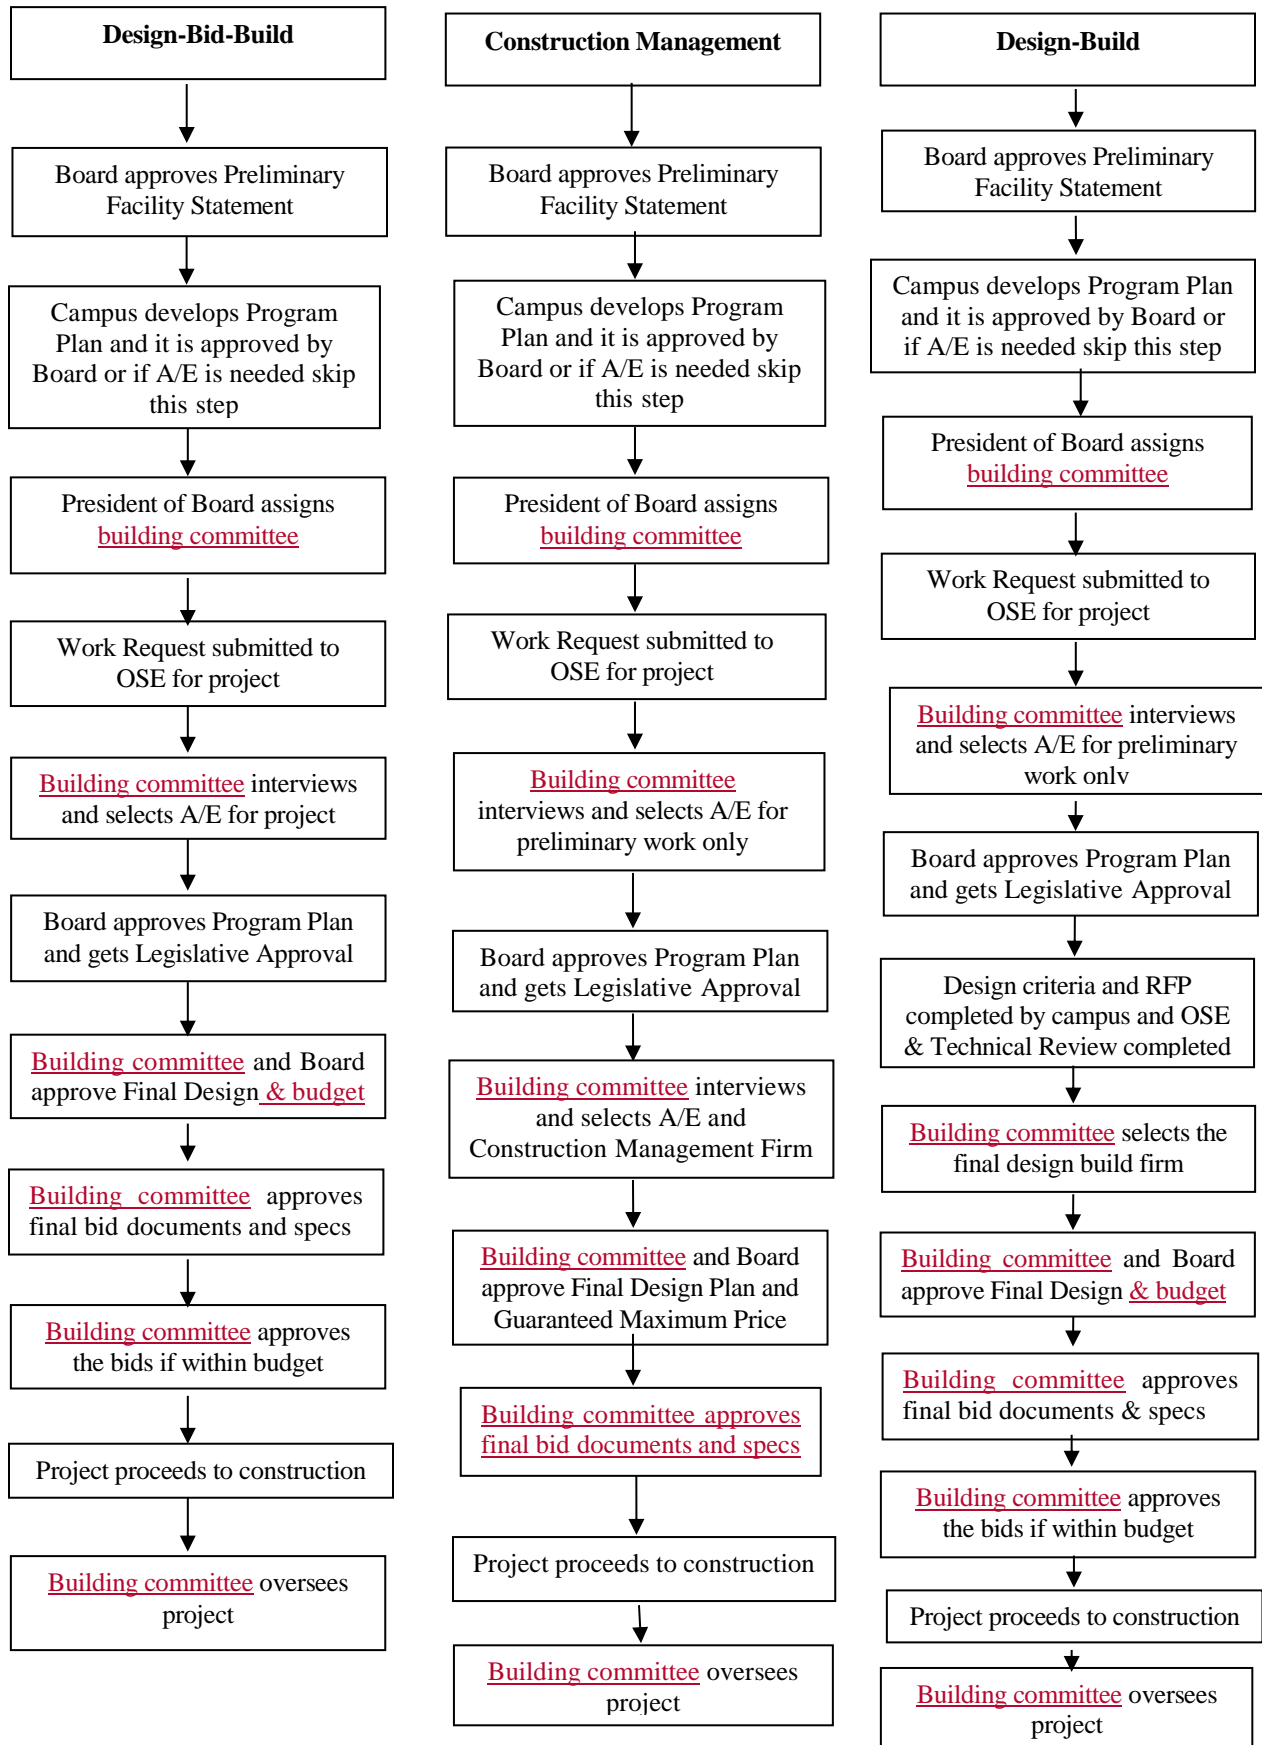 Design-Bid-Build
Board approves Preliminary
Facility Statement
Campus develops Program
Plan and it is approved by
Board or if A/E is needed skip
this step
President of Board assigns
building committee
Work Request submitted to
OSE for project
Building committee interviews
and selects A/E for project
Board approves Program Plan
and gets Legislative Approval
Building committee and Board
approve Final Design & budget
Building committee approves
final bid documents and specs
Building committee approves
the bids if within budget
Project proceeds to construction
Building committee oversees
project
Construction Management
Board approves Preliminary
Facility Statement
Campus develops Program
Plan and it is approved by
Board or if A/E is needed skip
this step
President of Board assigns
building committee
Work Request submitted to
OSE for project
Building committee
interviews and selects A/E for
preliminary work only
Board approves Program Plan
and gets Legislative Approval
Building committee interviews
and selects A/E and
Construction Management Firm
Building committee and Board
approve Final Design Plan and
Guaranteed Maximum Price
Building committee approves
final bid documents and specs
Project proceeds to construction
Building committee oversees
project
Design-Build
Board approves Preliminary
Facility Statement
Campus develops Program Plan
and it is approved by Board or
if A/E is needed skip this step
President of Board assigns
building committee
Work Request submitted to
OSE for project
Building committee interviews
and selects A/E for preliminary
work only
Board approves Program Plan
and gets Legislative Approval
Design criteria and RFP
completed by campus and OSE
& Technical Review completed
Building committee selects the
final design build firm
Building committee and Board
approve Final Design & budget
Building committee approves
final bid documents & specs
Building committee approves
the bids if within budget
Project proceeds to construction
Building committee oversees
project